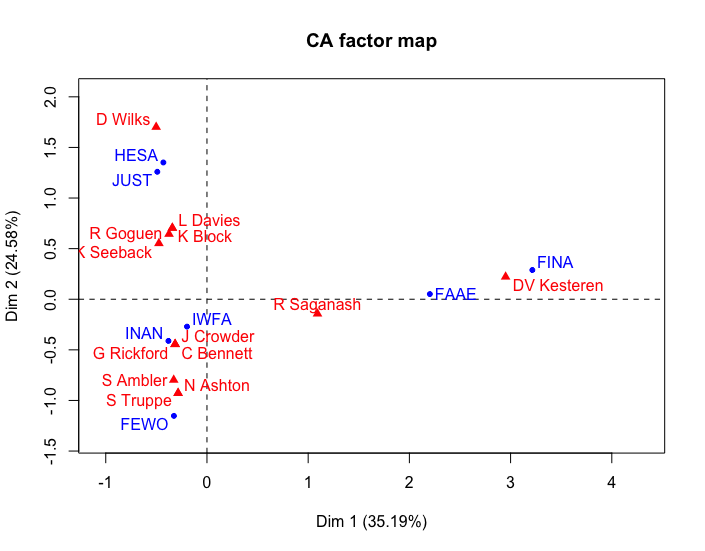 CA factor map
Dim 2 (24.58%)
2.0
1.5
1.0
0.5
0.0
-0.5
-1.0
-1.5
D Wilks
HESA
JUST
L Davies
R Goguen
K Block
K Seeback
FINA
DV Kesteren
FAAE
R Saganash
IWFA
INAN
J Crowder
G Rickford
C Bennett
S Ambler
N Ashton
S Truppe
FEWO
-1
0
1
2
3
4
Dim 1 (35.19%)